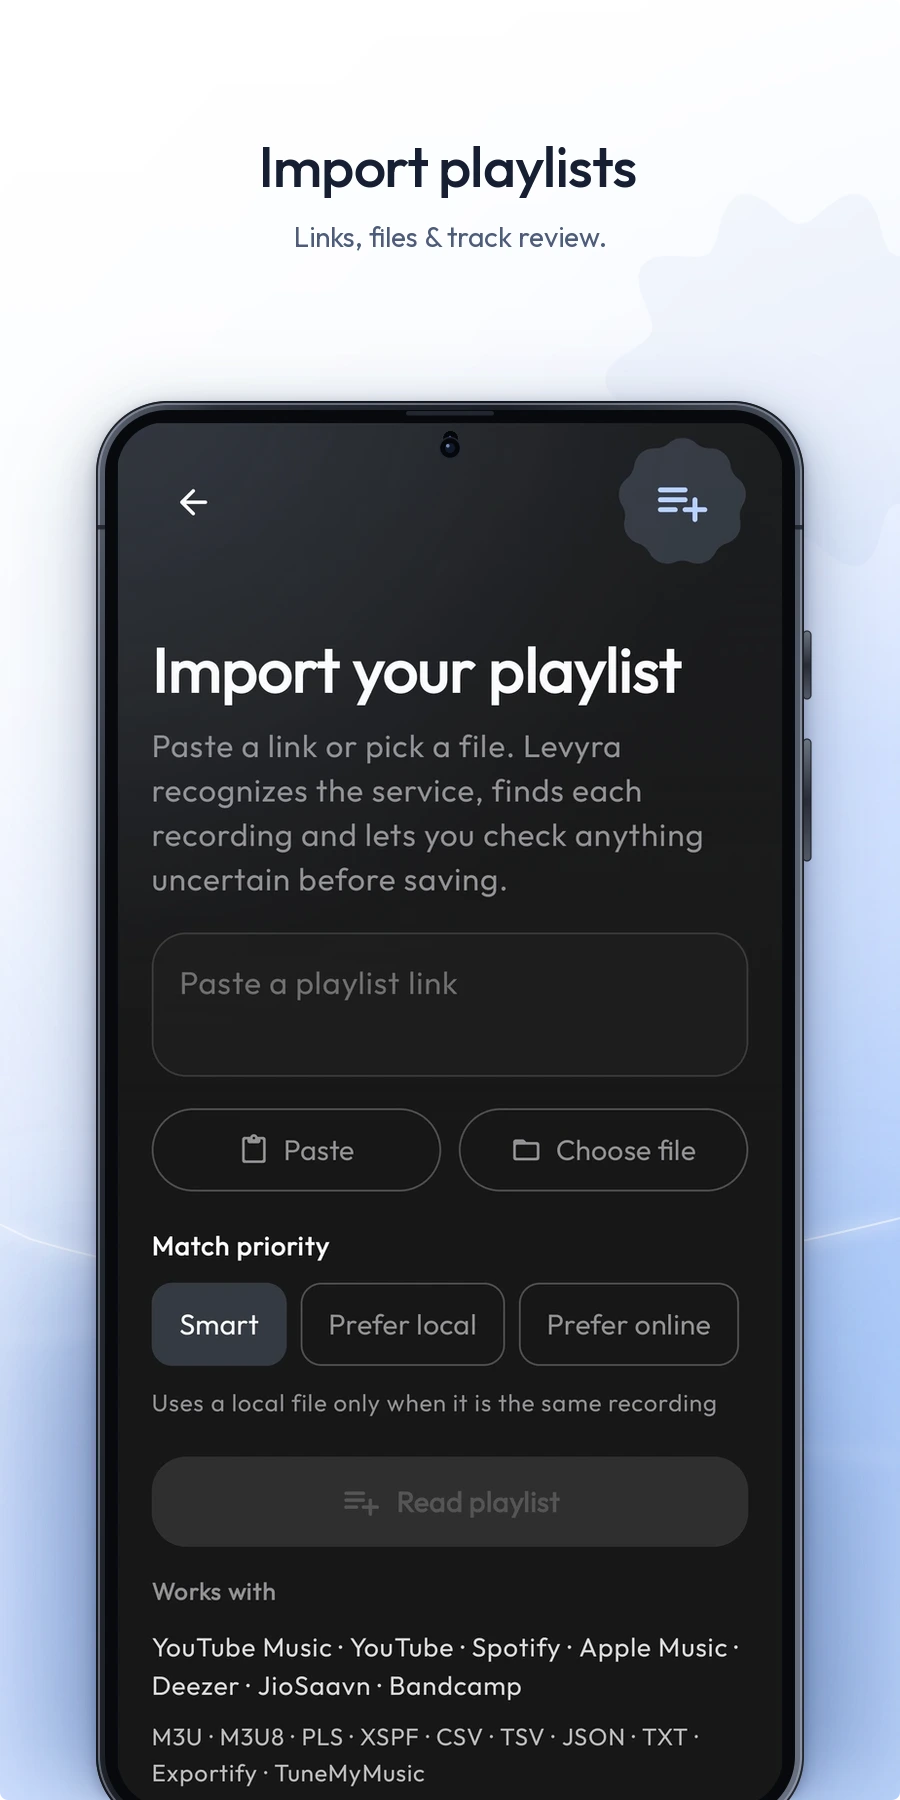 Import playlists
Links, files & track review.
Import your playlist
Paste a link or pick a file. Levyra
recognizes the service, finds each
recording and lets you check anything
uncertain before saving.
Paste a playlist link
Paste
Choose file
Match priority
Smart
Prefer local
Prefer online
Uses a local file only when it is the same recording
Read playlist
Works with
YouTube Music · YouTube · Spotify · Apple Music ·
Deezer · JioSaavn · Bandcamp
M3U · M3U8 · PLS · XSPF · CSV · TSV · JSON · TXT ·
Exportify · TuneMyMusic